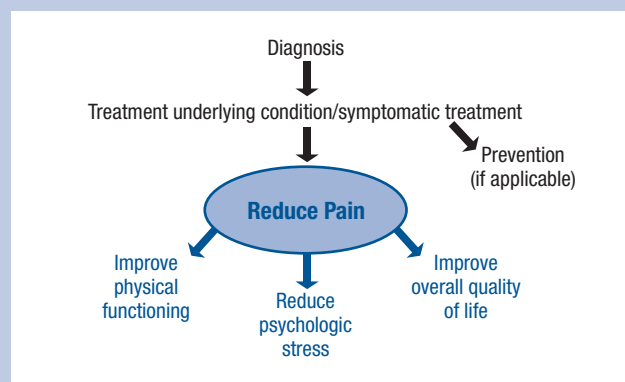 Diagnosis
Treatment underlying condition/symptomatic treatment
Prevention
(if applicable)
Reduce Pain
Improve
physical
functioning
Reduce
psychologic
stress
Improve
overall quality
of life